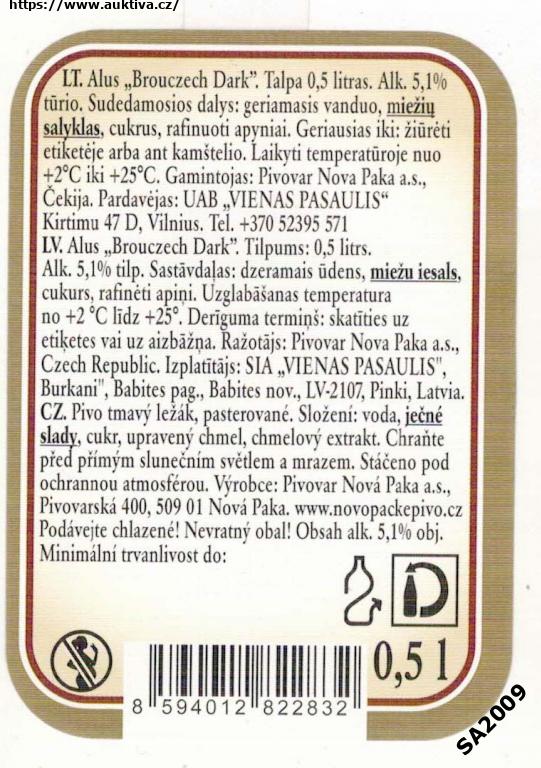 https://www.auktiva.cz/
LT. Alus „Brouczech Dark”. Talpa 0,5 litras. Alk. 5,1%
tūrio. Sudedamosios dalys: geriamasis vanduo, miežių
salyklas, cukrus, rafinuoti apyniai. Geriausias iki: žiūrėti
etiketėje arba ant kamštelio. Laikyti temperatūroje nuo
+2°C iki +25°C. Gamintojas: Pivovar Nova Paka a.s.,
Čekija. Pardavėjas: UAB „VIENAS PASAULIS“
Kirtimu 47 D, Vilnius. Tel. +370 52395 571
LV. Alus „Brouczech Dark”. Tilpums: 0,5 litrs.
Alk. 5,1% tilp. Sastāvdaļas: dzeramais ūdens, miežu iesals,
cukurs, rafinēti apiņi. Uzglabāšanas temperatura
no +2 °C līdz +25°. Derīguma termiņš: skatīties uz
etiķetes vai uz aizbāžņa. Ražotājs: Pivovar Nova Paka a.s.,
Czech Republic. Izplatītājs: SIA „VIENAS PASAULIS",
Burkani", Babites pag., Babites nov., LV-2107, Pinki, Latvia.
CZ. Pivo tmavý ležák, pasterované. Složení: voda, ječné
slady, cukr, upravený chmel, chmelový extrakt. Chraňte
před přímým slunečním světlem a mrazem. Stáčeno pod
ochrannou atmosférou. Výrobce: Pivovar Nová Paka a.s.,
Pivovarská 400, 509 01 Nová Paka. www.novopackepivo.cz
Podávejte chlazené! Nevratný obal! Obsah alk. 5,1% obj.
Minimální trvanlivost do:
0,5 l
8 594012 822832
SA2009